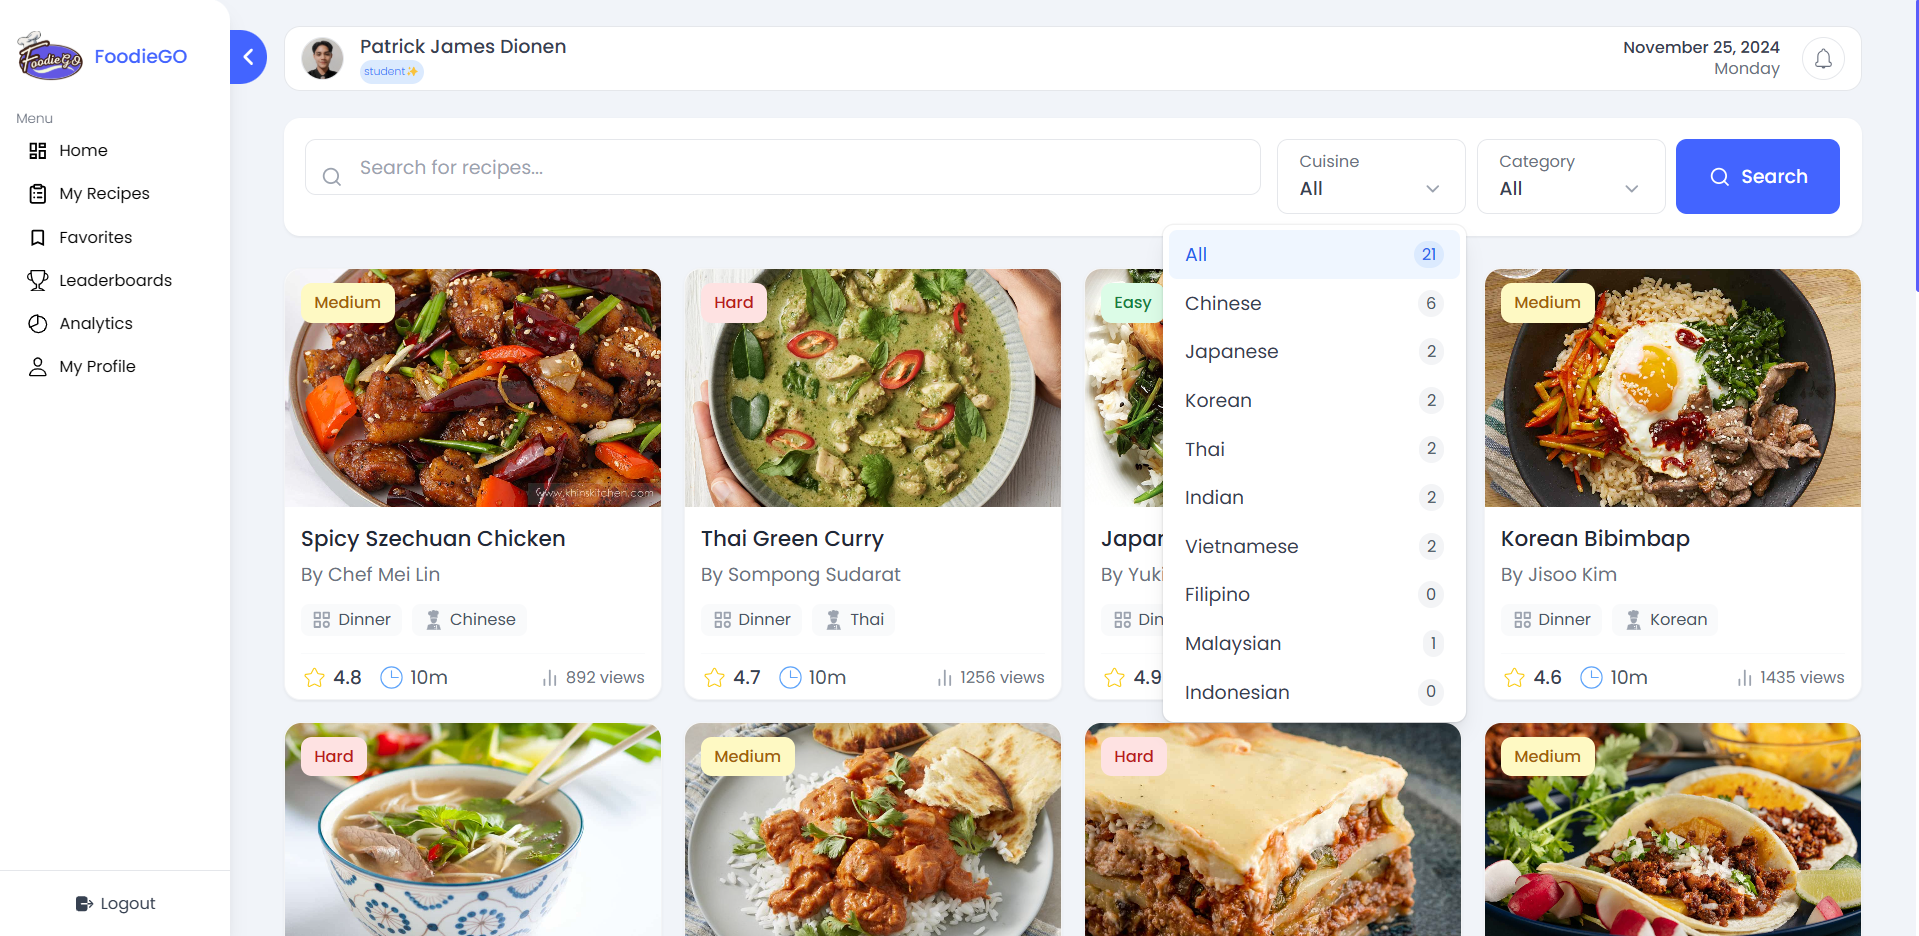 FoodieGO
FoodieGO
Menu
Home
My Recipes
Favorites
Leaderboards
Analytics
My Profile
Logout
Patrick James Dionen
student✨
November 25, 2024
Monday
Search for recipes...
Cuisine
All
Category
All
Search
All 21
Chinese 6
Japanese 2
Korean 2
Thai 2
Indian 2
Vietnamese 2
Filipino 0
Malaysian 1
Indonesian 0
Medium
www.khinskitchen.com
Spicy Szechuan Chicken
By Chef Mei Lin
Dinner Chinese
4.8 10m 892 views
Hard
Thai Green Curry
By Sompong Sudarat
Dinner Thai
4.7 10m 1256 views
Easy
Japan
By Yuki
Din
4.9
Medium
Korean Bibimbap
By Jisoo Kim
Dinner Korean
4.6 10m 1435 views
Hard
Medium
Hard
Medium